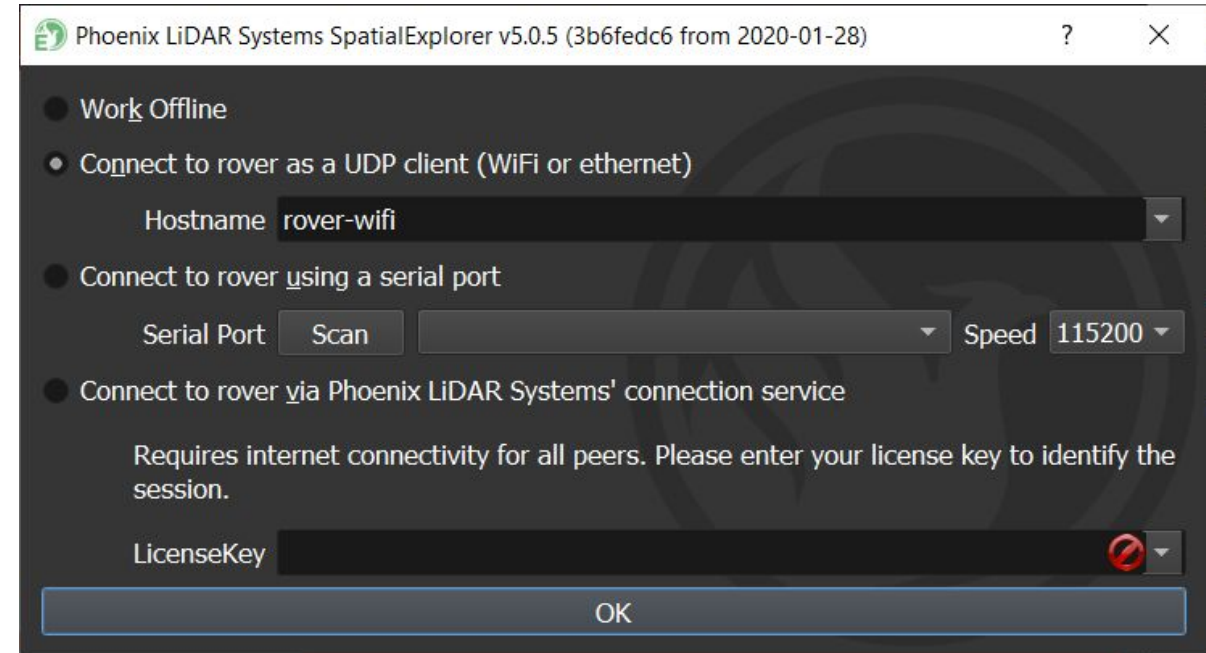 Phoenix LiDAR Systems SpatialExplorer v5.0.5 (3b6fedc6 from 2020-01-28) ?
Work Offline
Connect to rover as a UDP client (WiFi or ethernet)
Hostname rover-wifi
Connect to rover using a serial port
Serial Port Scan Speed 115200
Connect to rover via Phoenix LiDAR Systems' connection service
Requires internet connectivity for all peers. Please enter your license key to identify the
session.
LicenseKey
OK